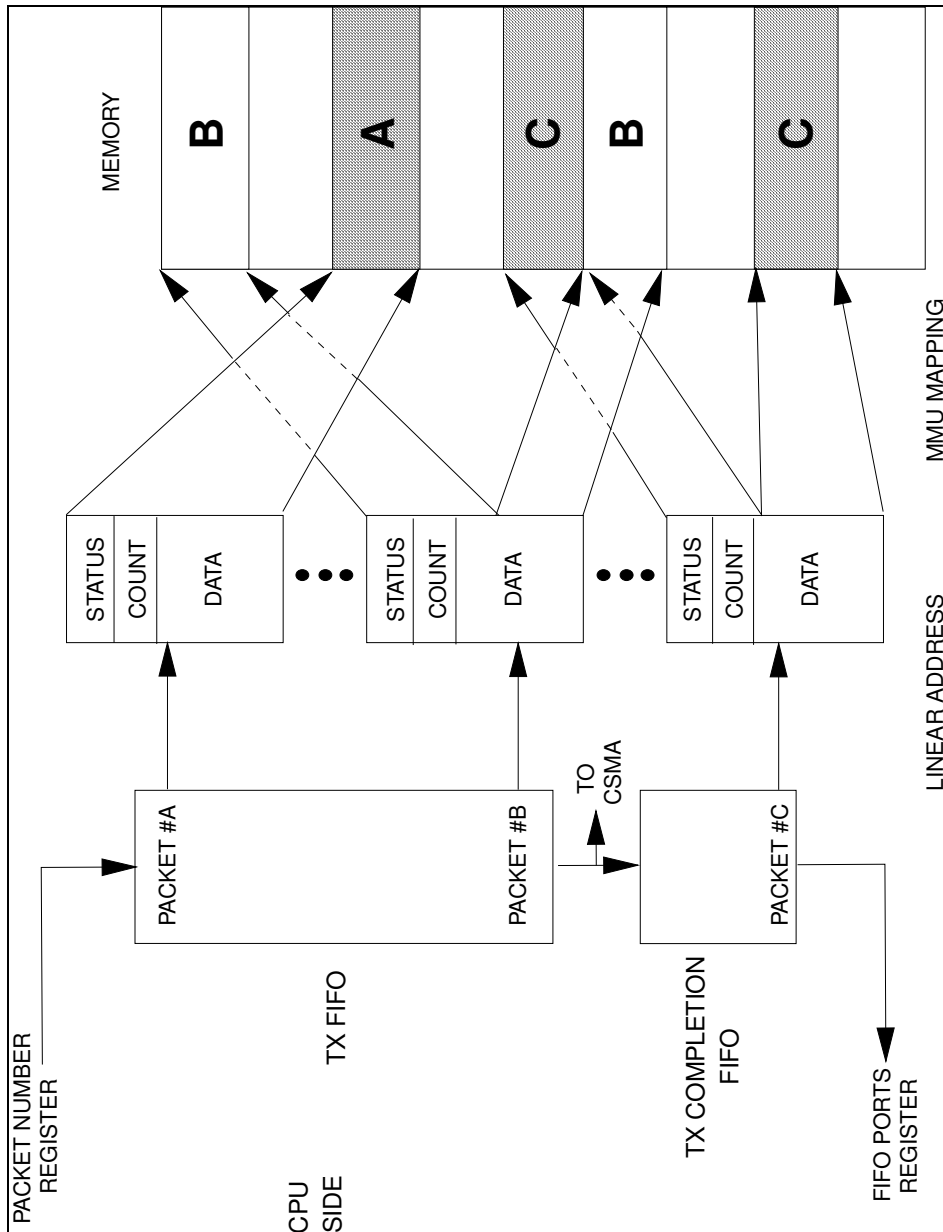 PACKET NUMBER
REGISTER
CPU
SIDE
TX FIFO
PACKET #A
PACKET #B
TO
CSMA
TX COMPLETION
FIFO
PACKET #C
FIFO PORTS
REGISTER
STATUS
COUNT
DATA
STATUS
COUNT
DATA
STATUS
COUNT
DATA
LINEAR ADDRESS
MMU MAPPING
MEMORY
B
A
C
B
C